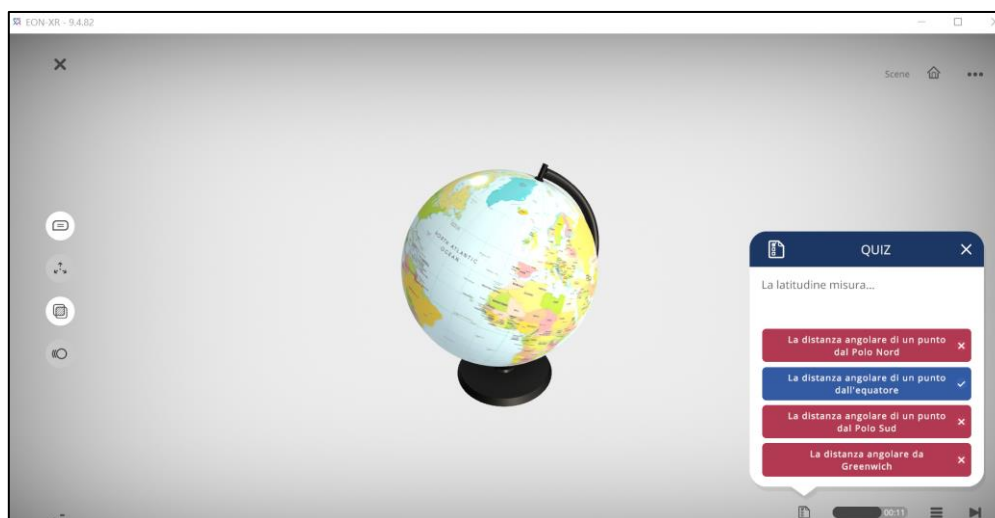 EON-XR - 9.4.82
Scene
NORTH ATLANTIC
OCEAN
QUIZ
La latitudine misura...
La distanza angolare di un punto
dal Polo Nord
La distanza angolare di un punto
dall'equatore
La distanza angolare di un punto
dal Polo Sud
La distanza angolare da
Greenwich
00:11